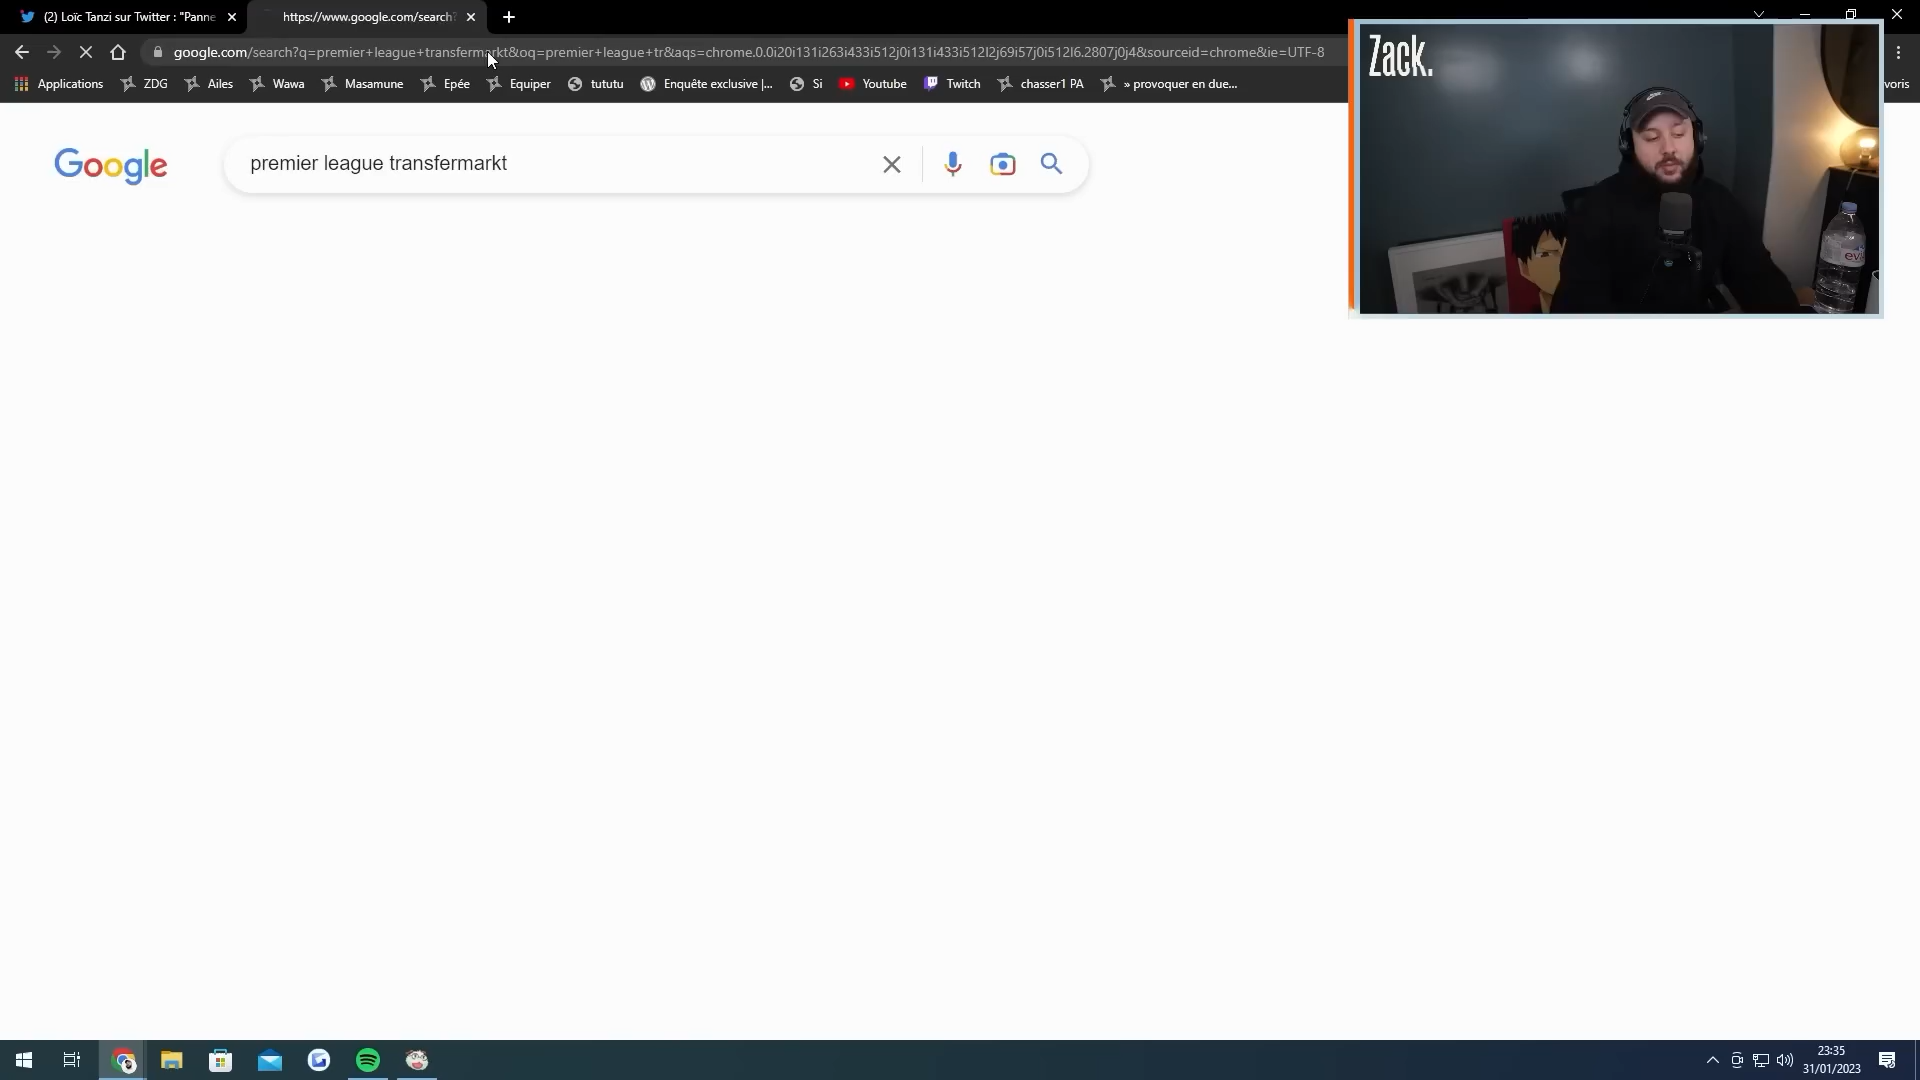 (2) Loïc Tanzi sur Twitter : "Panne
https://www.google.com/search?
google.com/search?q=premier+league+transfermarkt&oq=premier+league+tr&aqs=chrome.0.0i20i131i263i433i512j0i131i433i512l2j69i57j0i512l6.2807j0j4&sourceid=chrome&ie=UTF-8
Applications ZDG Ailes Wawa Masamune Epée Equiper tututu Enquête exclusive |... Si Youtube Twitch chasser1 PA » provoquer en due... voris
Zack.
Google premier league transfermarkt
23:35
31/01/2023